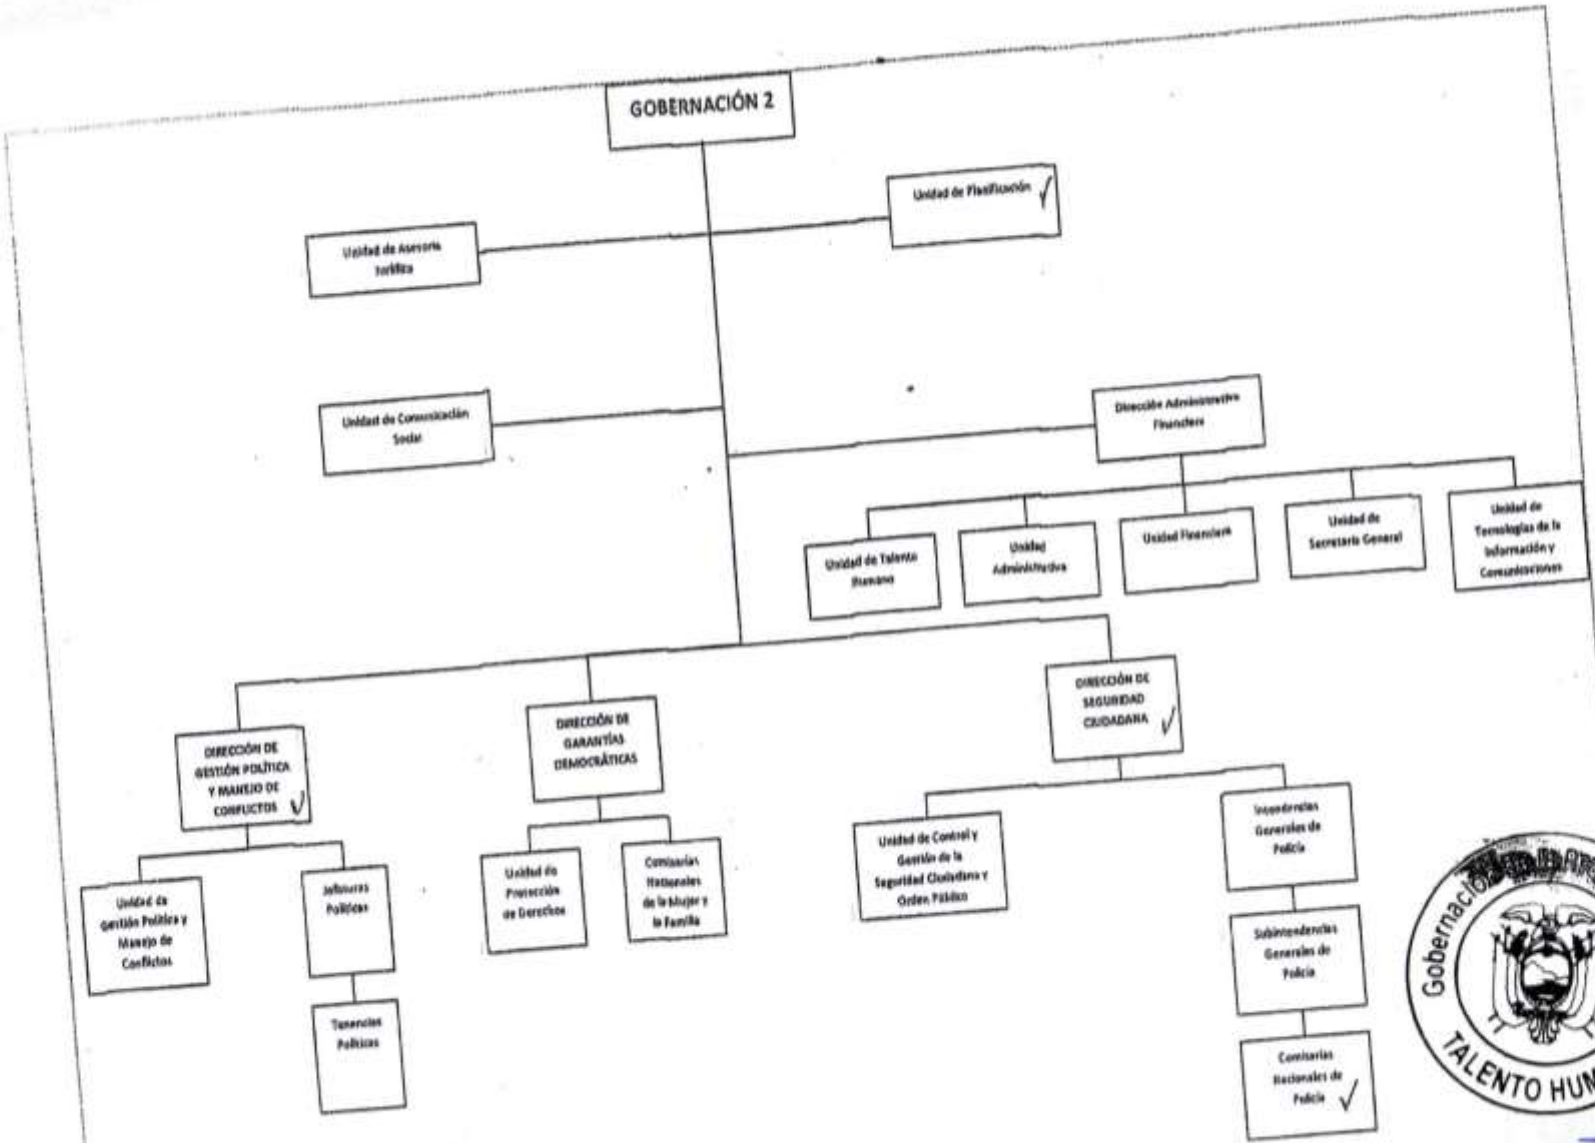 GOBERNACIÓN 2
Unidad de Planificación
Unidad de Asesoría
Jurídica
Unidad de Comunicación
Social
Dirección Administrativa
Financiera
Unidad de Talento
Humano
Unidad
Administrativa
Unidad Financiera
Unidad de
Secretaría General
Unidad de
Tecnologías de la
Información y
Comunicaciones
DIRECCIÓN DE
GESTIÓN POLÍTICA
Y MANEJO DE
CONFLICTOS
DIRECCIÓN DE
GARANTÍAS
DEMOCRÁTICAS
DIRECCIÓN DE
SEGURIDAD
CIUDADANA
Unidad de
Gestión Política y
Manejo de
Conflictos
Jefaturas
Políticas
Tenencias
Políticas
Unidad de
Protección
de Derechos
Comisarías
Nacionales
de la Mujer y
la Familia
Unidad de Control y
Gestión de la
Seguridad Ciudadana y
Orden Público
Intendencias
Generales de
Policía
Subintendencias
Generales de
Policía
Comisarías
Nacionales de
Policía
Gobernación
TALENTO HUM